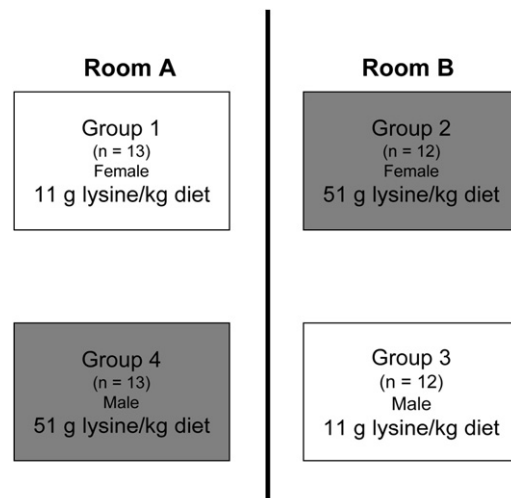 Room A
Group 1
(n = 13)
Female
11 g lysine/kg diet
Group 4
(n = 13)
Male
51 g lysine/kg diet
Room B
Group 2
(n = 12)
Female
51 g lysine/kg diet
Group 3
(n = 12)
Male
11 g lysine/kg diet